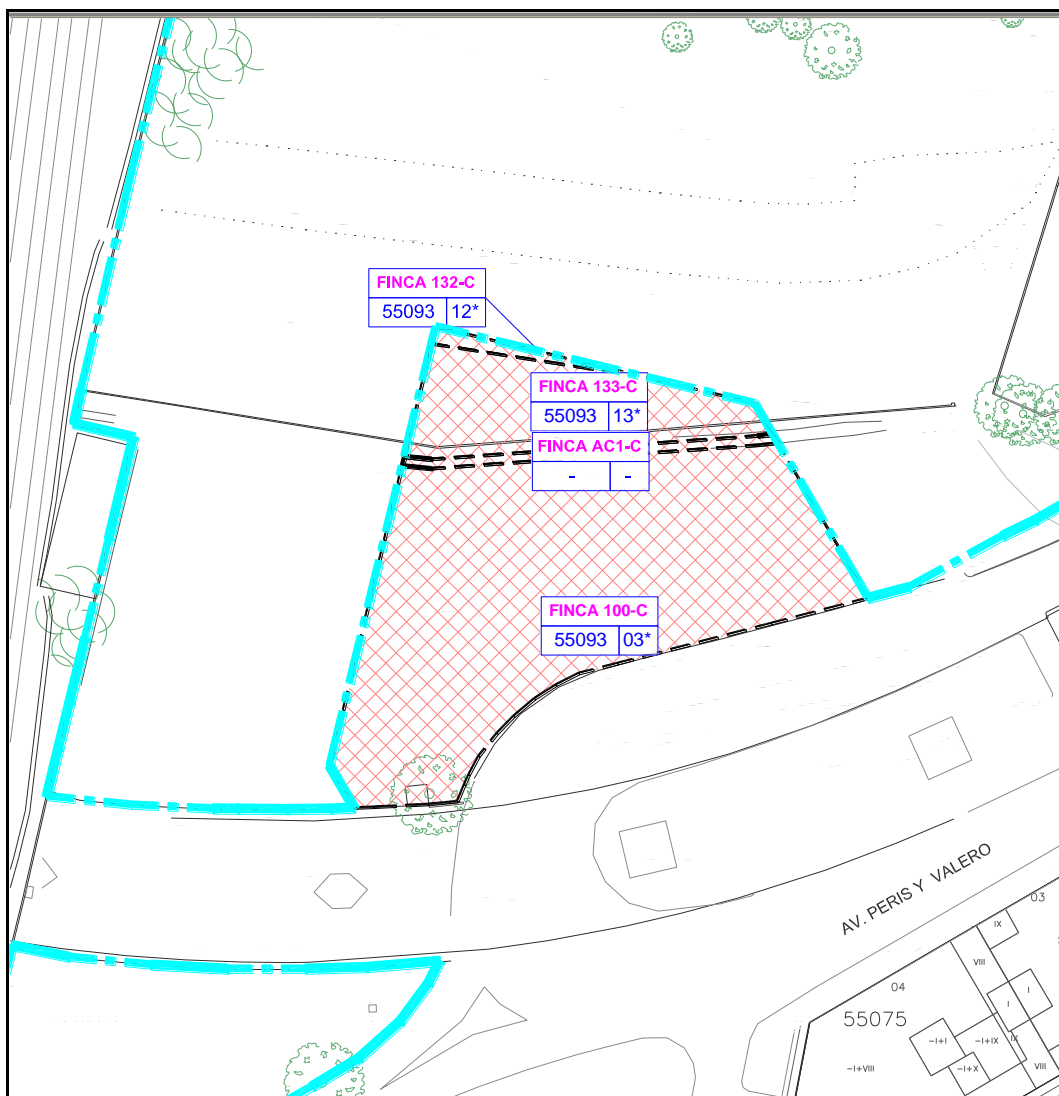 FINCA 132-C
55093 12*
FINCA 133-C
55093 13*
FINCA AC1-C
- -
FINCA 100-C
55093 03*
AV. PERIS Y VALERO
03
IX
VIII
04
I
I
55075
-I+I
-I+IX
IX
-I+VIII
-I+X
VIII